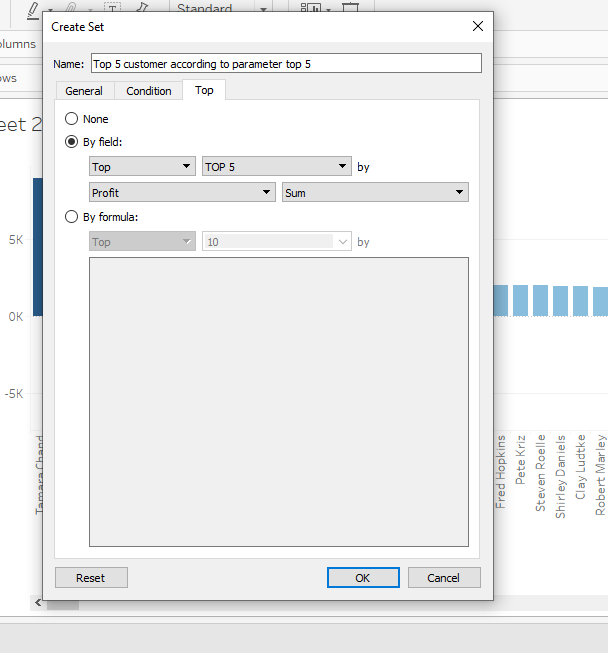 Standard
Create Set
olumns
Name: Top 5 customer according to parameter top 5
ows
General Condition Top
eet 2
None
By field:
Top TOP 5 by
Profit Sum
By formula:
Top 10 by
5K
0K
-5K
Tamara Chand
Fred Hopkins
Pete Kriz
Steven Roelle
Shirley Daniels
Clay Ludtke
Robert Marley
Reset OK Cancel